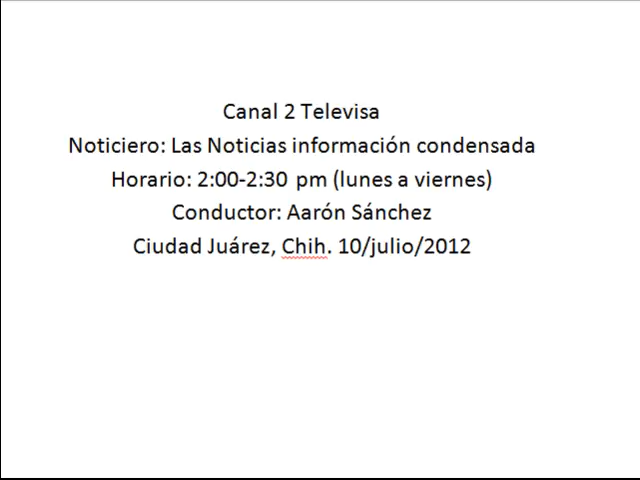 Canal 2 Televisa
Noticiero: Las Noticias información condensada
Horario: 2:00-2:30 pm (lunes a viernes)
Conductor: Aarón Sánchez
Ciudad Juárez, Chih. 10/julio/2012